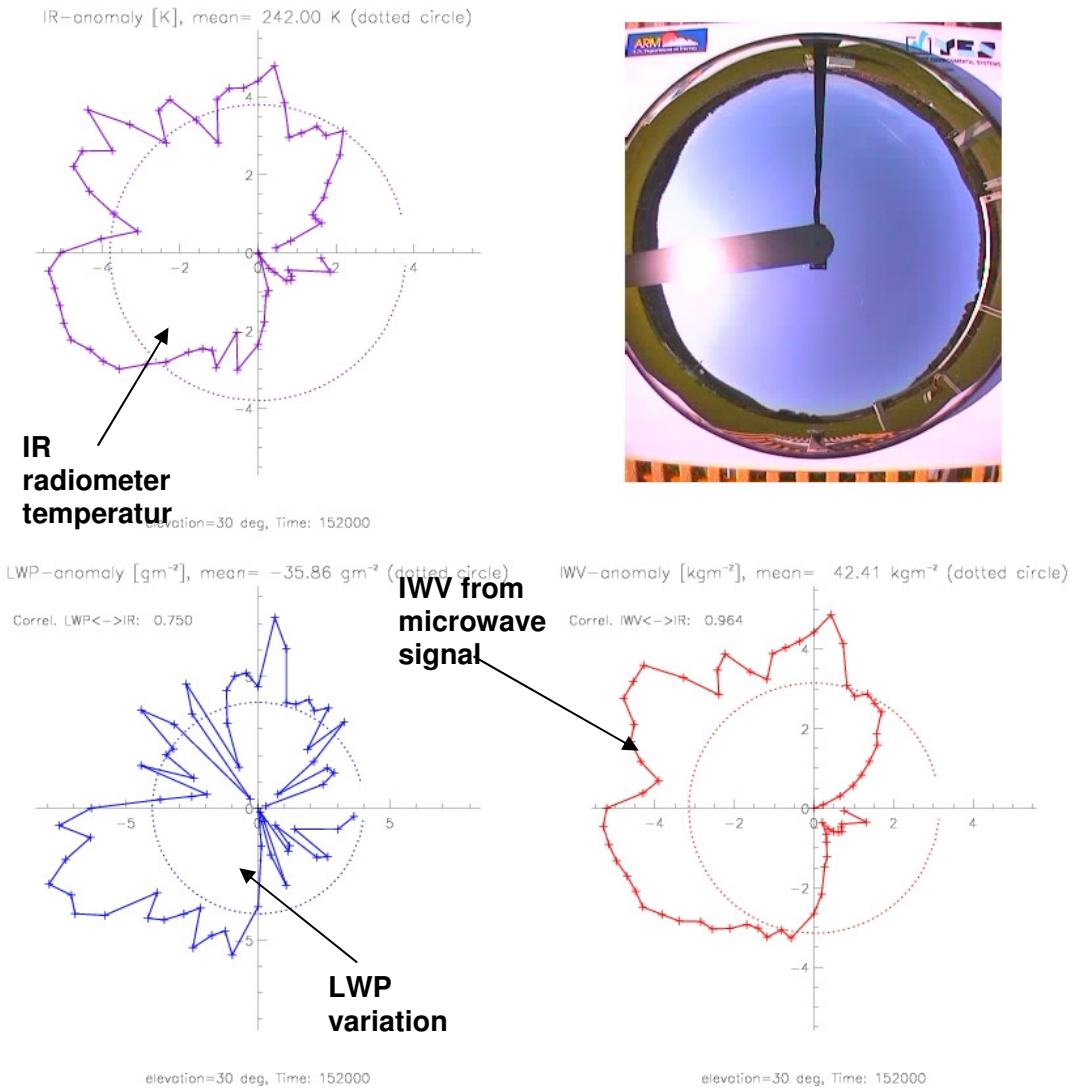 IR-anomaly [K], mean= 242.00 K (dotted circle)
4
2
-4
-2
0
4
2
2
-4
IR
radiometer
temperatur
elevation=30 deg, Time: 152000
ARM
LWP-anomaly [gm⁻²], mean= -35.86 gm⁻² (dotted circle)
Correl. LWP<->IR: 0.750
5
-5
0
5
-5
LWP
variation
elevation=30 deg, Time: 152000
IWV from
microwave
signal
IWV-anomaly [kgm⁻²], mean= 42.41 kgm⁻² (dotted circle)
Correl. IWV<->IR: 0.964
4
2
-4
-2
0
2
4
-2
-4
elevation=30 deg, Time: 152000